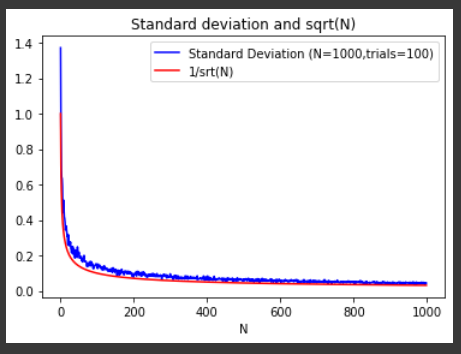 Standard deviation and sqrt(N)
Standard Deviation (N=1000,trials=100)
1/srt(N)
1.4
1.2
1.0
0.8
0.6
0.4
0.2
0.0
0 200 400 600 800 1000
N